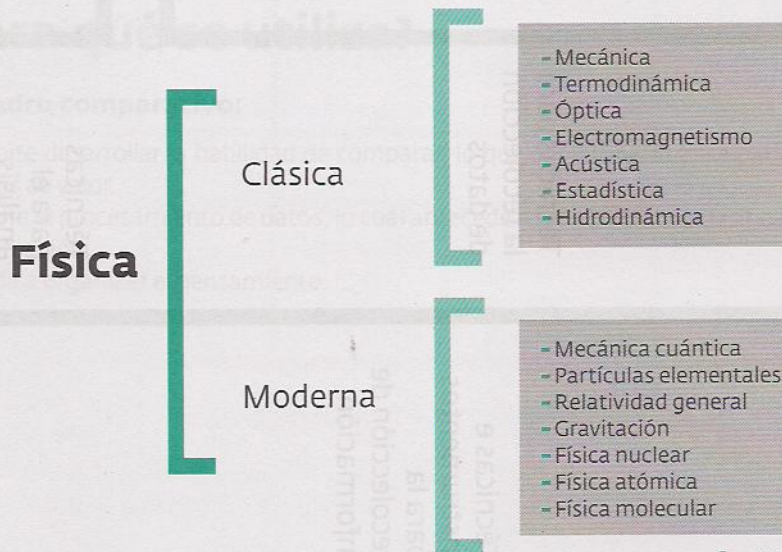 Física
Clásica
- Mecánica
- Termodinámica
- Óptica
- Electromagnetismo
- Acústica
- Estadística
- Hidrodinámica
Moderna
- Mecánica cuántica
- Partículas elementales
- Relatividad general
- Gravitación
- Física nuclear
- Física atómica
- Física molecular